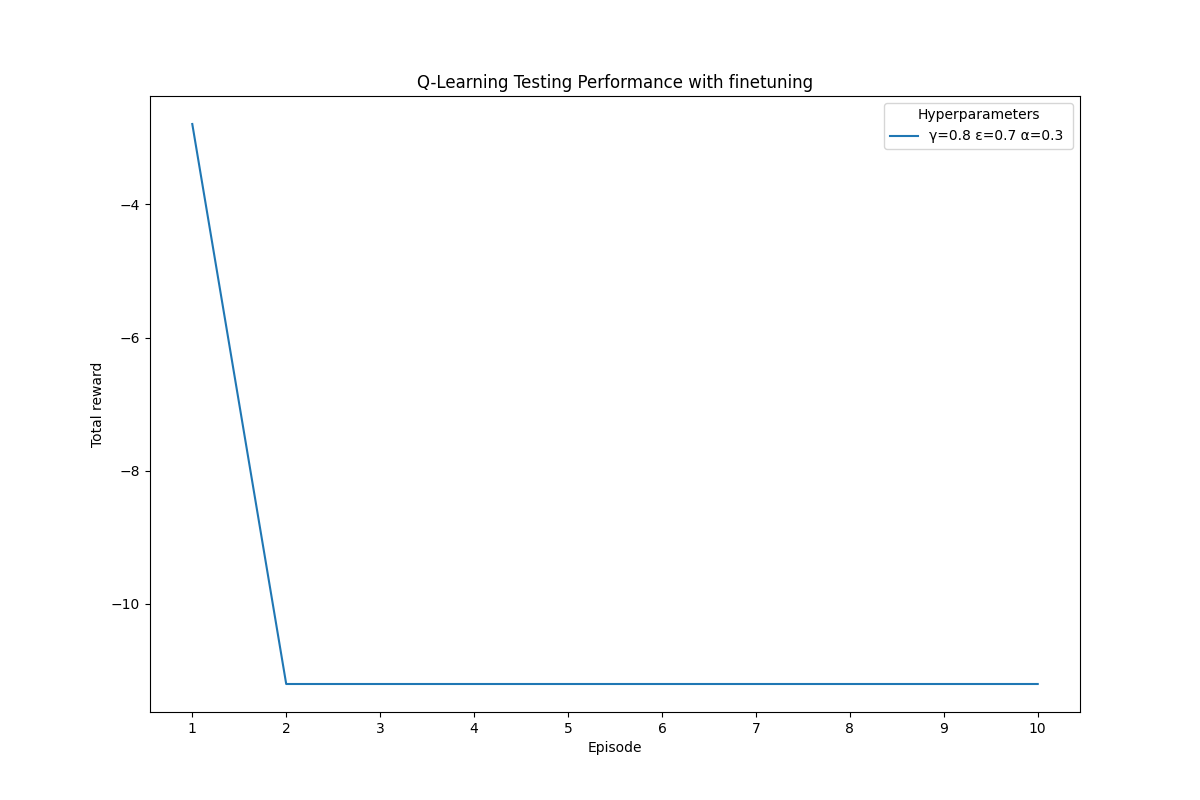 Q-Learning Testing Performance with finetuning
Hyperparameters
γ=0.8 ε=0.7 α=0.3
Total reward
−4
−6
−8
−10
1 2 3 4 5 6 7 8 9 10
Episode